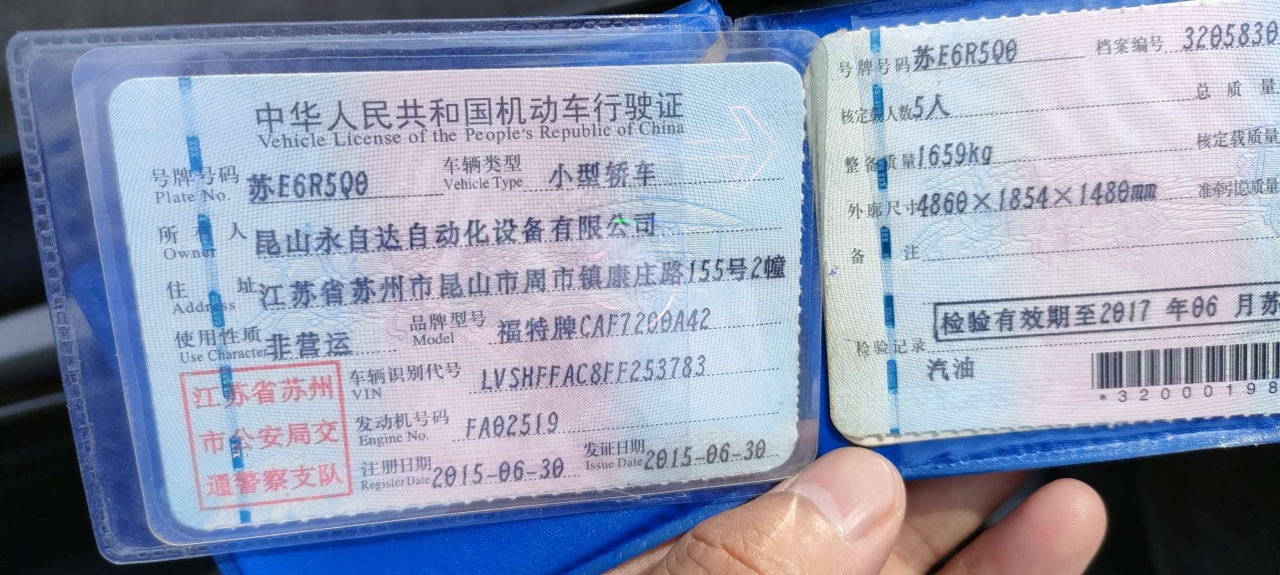 中华人民共和国机动车行驶证
Vehicle License of the People's Republic of China
号牌号码 Plate No. 苏E6R5Q0 车辆类型 Vehicle Type 小型轿车
所有人 Owner 昆山永自达自动化设备有限公司
住址 Address 江苏省苏州市昆山市周市镇康庄路155号2幢
使用性质 Use Character 非营运 品牌型号 Model 福特牌CAF7200A42
车辆识别代号 VIN LVSHFFAC8FF253783
发动机号码 Engine No. FA02519
注册日期 Register Date 2015-06-30 发证日期 Issue Date 2015-06-30
江苏省苏州
市公安局交
通警察支队
号牌号码 苏E6R5Q0 档案编号 3205830
核定载人数 5人 总质量
整备质量 1659kg 核定载质量
外廓尺寸 4860×1854×1480mm 准牵引总质量
备注
检验有效期至2017年06月苏
检验记录
汽油
*32000198